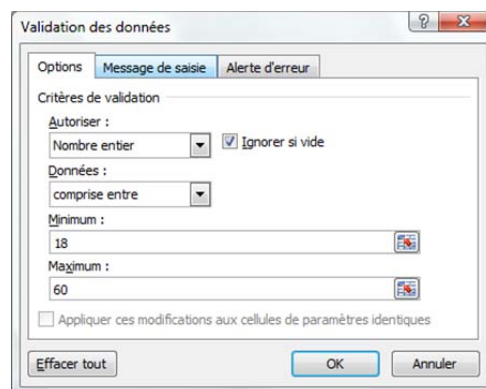 Validation des données
Options Message de saisie Alerte d'erreur
Critères de validation
Autoriser :
Nombre entier Ignorer si vide
Données :
comprise entre
Minimum :
18
Maximum :
60
Appliquer ces modifications aux cellules de paramètres identiques
Effacer tout OK Annuler